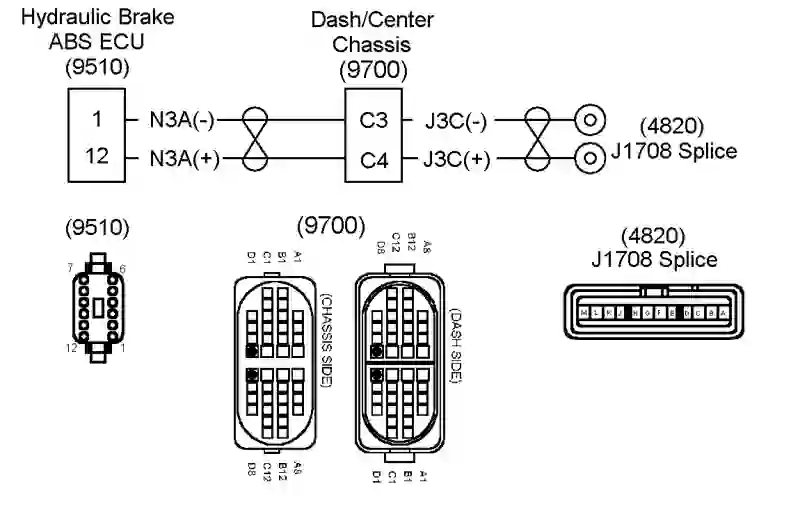 Hydraulic Brake
ABS ECU
(9510)
Dash/Center
Chassis
(9700)
1 N3A(-) C3 J3C(-)
12 N3A(+) C4 J3C(+)
(4820)
J1708 Splice
(9510)
7 6
12 1
(9700)
D1 C1 B1 A1
(CHASSIS SIDE)
D8 C12 B12 A8
D8 C12 B12 A8
(DASH SIDE)
D1 C1 B1 A1
(4820)
J1708 Splice
M L K J H G F E D C B A